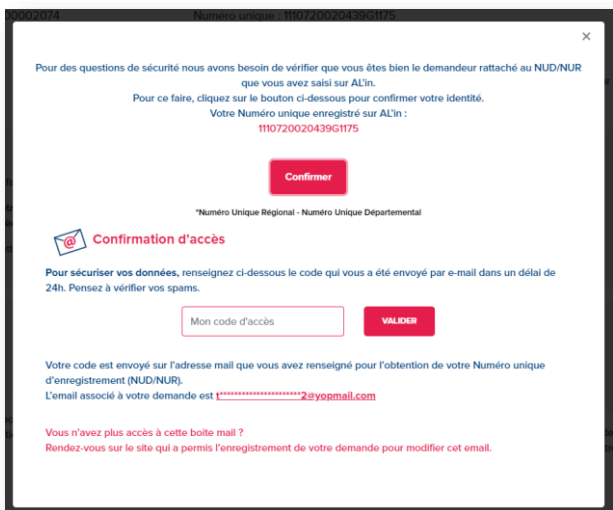 00002074 Numéro unique : 1110720020439G1175
×
Pour des questions de sécurité nous avons besoin de vérifier que vous êtes bien le demandeur rattaché au NUD/NUR
que vous avez saisi sur AL'in.
Pour ce faire, cliquez sur le bouton ci-dessous pour confirmer votre identité.
Votre Numéro unique enregistré sur AL'in :
1110720020439G1175
Confirmer
*Numéro Unique Régional - Numéro Unique Départemental
@ Confirmation d'accès
Pour sécuriser vos données, renseignez ci-dessous le code qui vous a été envoyé par e-mail dans un délai de
24h. Pensez à vérifier vos spams.
Mon code d'accès VALIDER
Votre code est envoyé sur l'adresse mail que vous avez renseigné pour l'obtention de votre Numéro unique
d'enregistrement (NUD/NUR).
L'email associé à votre demande est t**********************2@yopmail.com
Vous n'avez plus accès à cette boite mail ?
Rendez-vous sur le site qui a permis l'enregistrement de votre demande pour modifier cet email.